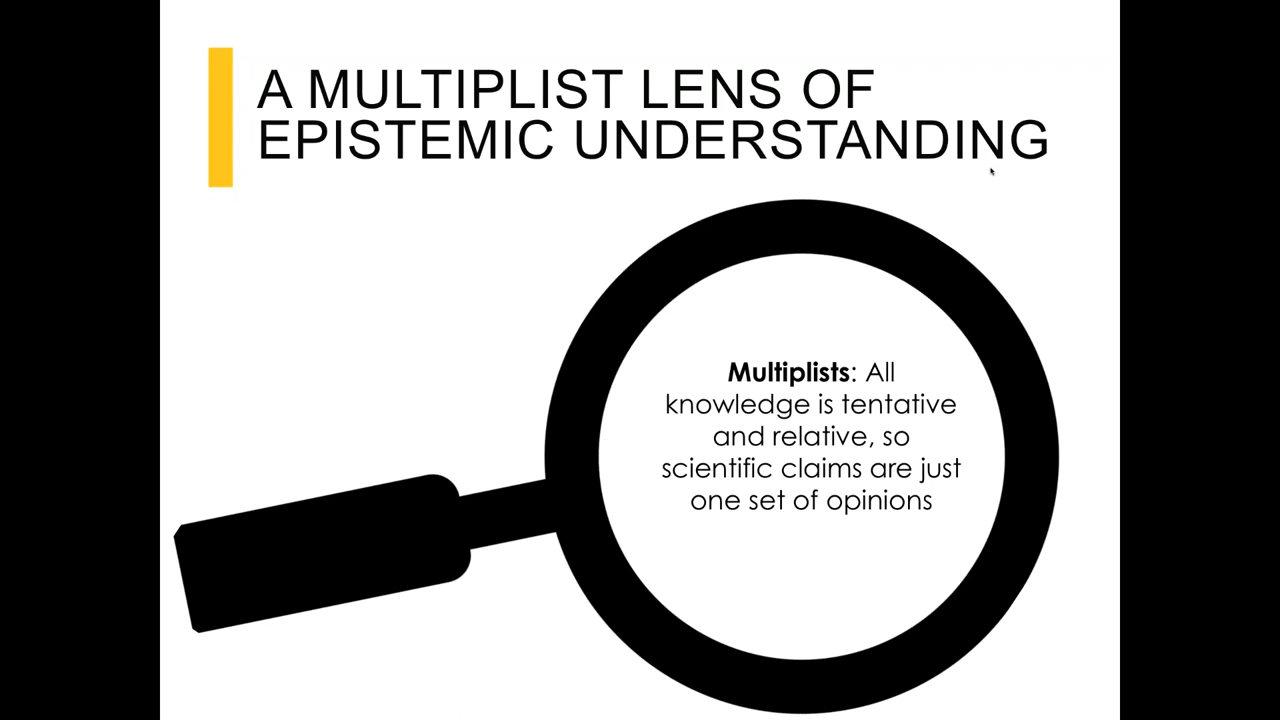 A MULTIPLIST LENS OF
EPISTEMIC UNDERSTANDING
Multiplists: All
knowledge is tentative
and relative, so
scientific claims are just
one set of opinions